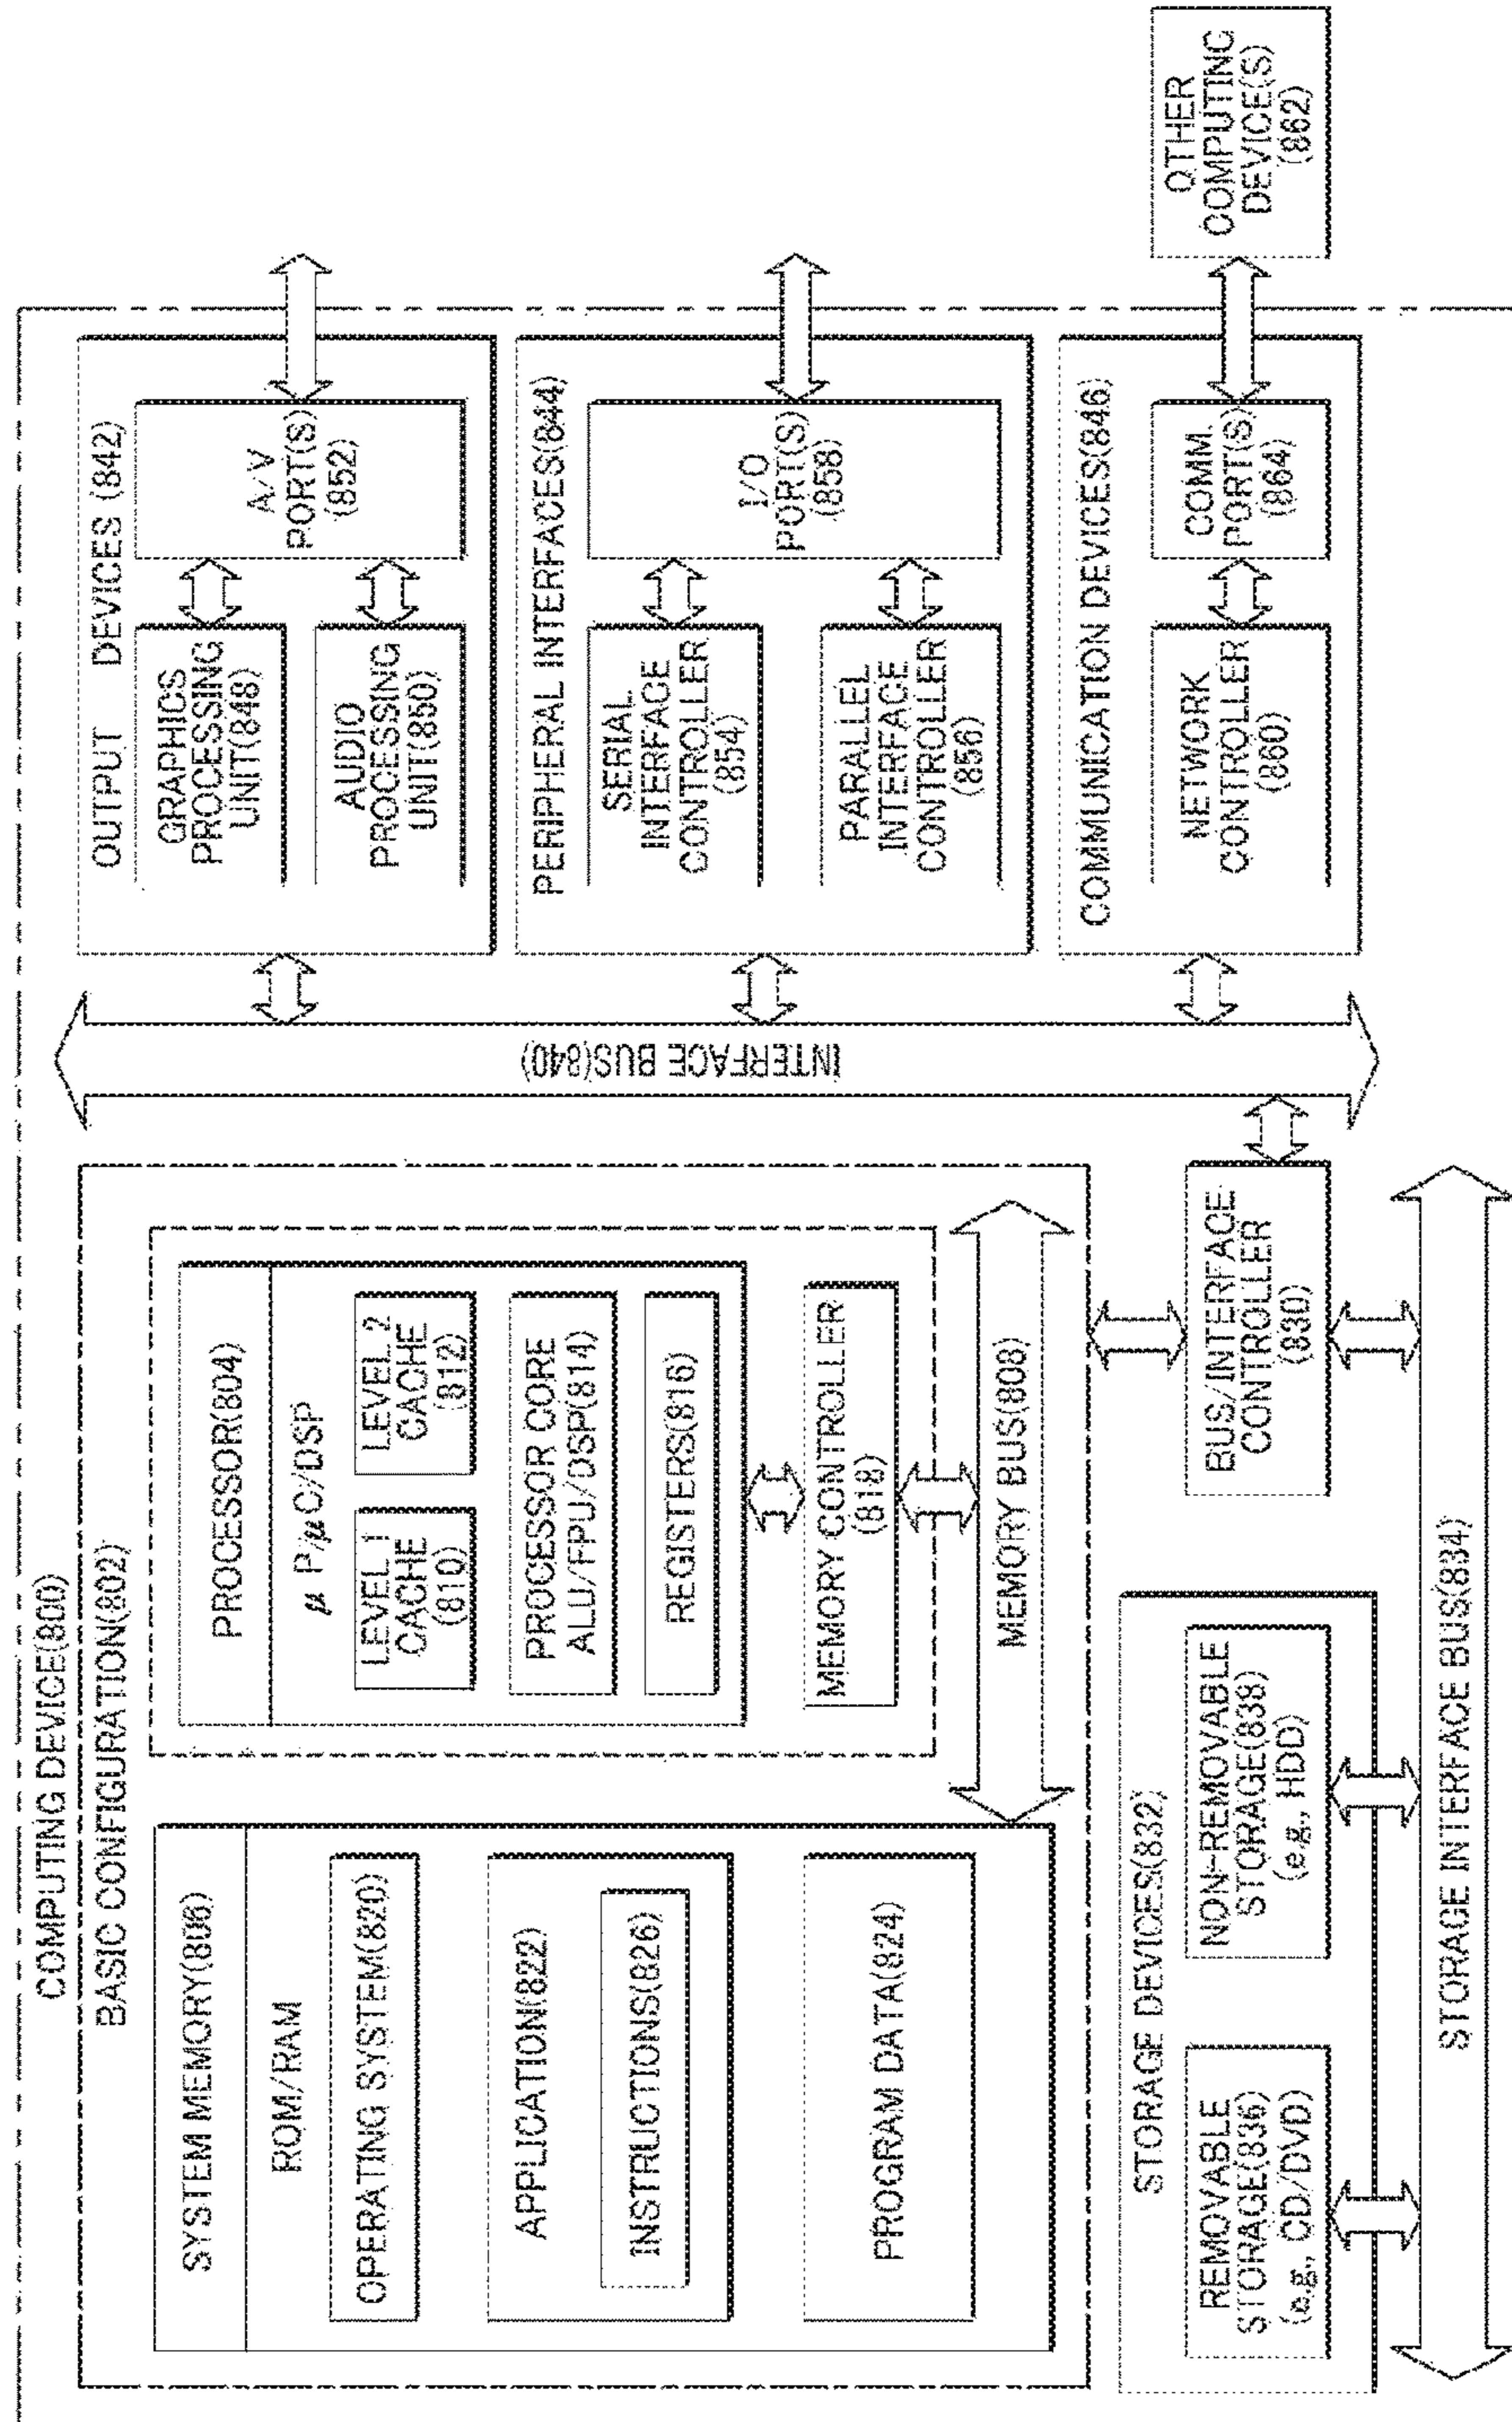 COMPUTING DEVICE(800)
BASIC CONFIGURATION(802)
SYSTEM MEMORY(806)
ROM/RAM
OPERATING SYSTEM(820)
APPLICATION(822)
INSTRUCTIONS(826)
PROGRAM DATA(824)
PROCESSOR(804)
μ P/μC/DSP
LEVEL 1
CACHE
(810)
LEVEL 2
CACHE
(812)
PROCESSOR CORE
ALU/FPU/DSP(814)
REGISTERS(816)
MEMORY CONTROLLER
(818)
MEMORY BUS(808)
BUS/INTERFACE
CONTROLLER
(830)
STORAGE DEVICES(832)
REMOVABLE
STORAGE(836)
(e.g., CD/DVD)
NON-REMOVABLE
STORAGE(838)
(e.g., HDD)
STORAGE INTERFACE BUS(834)
INTERFACE BUS(840)
OUTPUT DEVICES (842)
GRAPHICS
PROCESSING
UNIT(848)
AUDIO
PROCESSING
UNIT(850)
A/V
PORT(S)
(852)
PERIPHERAL INTERFACES(844)
SERIAL
INTERFACE
CONTROLLER
(854)
PARALLEL
INTERFACE
CONTROLLER
(856)
I/O
PORT(S)
(858)
COMMUNICATION DEVICES(846)
NETWORK
CONTROLLER
(860)
COMM.
PORT(S)
(864)
OTHER
COMPUTING
DEVICE(S)
(862)